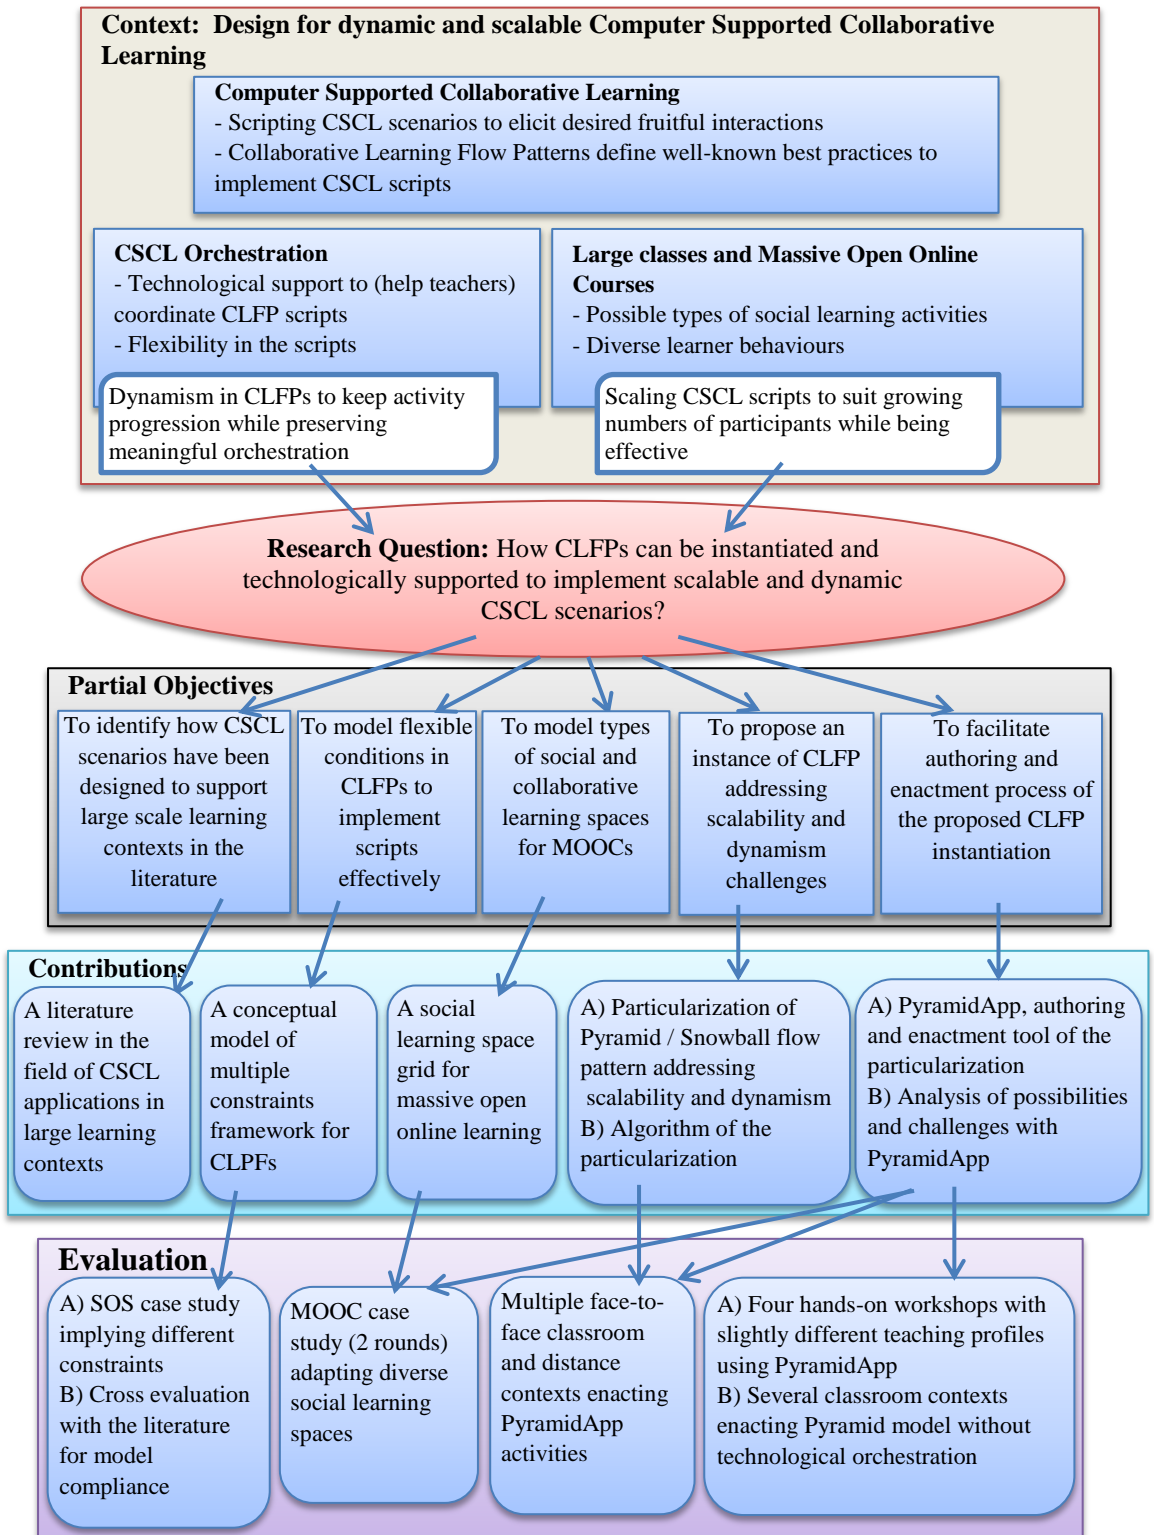 Context:  Design for dynamic and scalable Computer Supported Collaborative
Learning
Computer Supported Collaborative Learning
- Scripting CSCL scenarios to elicit desired fruitful interactions
- Collaborative Learning Flow Patterns define well-known best practices to
implement CSCL scripts
CSCL Orchestration
- Technological support to (help teachers)
coordinate CLFP scripts
- Flexibility in the scripts
Dynamism in CLFPs to keep activity
progression while preserving
meaningful orchestration
Large classes and Massive Open Online
Courses
- Possible types of social learning activities
- Diverse learner behaviours
Scaling CSCL scripts to suit growing
numbers of participants while being
effective
Research Question: How CLFPs can be instantiated and
technologically supported to implement scalable and dynamic
CSCL scenarios?
Partial Objectives
To identify how CSCL
scenarios have been
designed to support
large scale learning
contexts in the
literature
To model flexible
conditions in
CLFPs to
implement
scripts
effectively
To model types
of social and
collaborative
learning spaces
for MOOCs
To propose an
instance of CLFP
addressing
scalability and
dynamism
challenges
To facilitate
authoring and
enactment process of
the proposed CLFP
instantiation
Contributions
A literature
review in the
field of CSCL
applications in
large learning
contexts
A conceptual
model of
multiple
constraints
framework for
CLPFs
A social
learning space
grid for
massive open
online learning
A) Particularization of
Pyramid / Snowball flow
pattern addressing
scalability and dynamism
B) Algorithm of the
particularization
A) PyramidApp, authoring
and enactment tool of the
particularization
B) Analysis of possibilities
and challenges with
PyramidApp
Evaluation
A) SOS case study
implying different
constraints
B) Cross evaluation
with the literature
for model
compliance
MOOC case
study (2 rounds)
adapting diverse
social learning
spaces
Multiple face-to-
face classroom
and distance
contexts enacting
PyramidApp
activities
A) Four hands-on workshops with
slightly different teaching profiles
using PyramidApp
B) Several classroom contexts
enacting Pyramid model without
technological orchestration